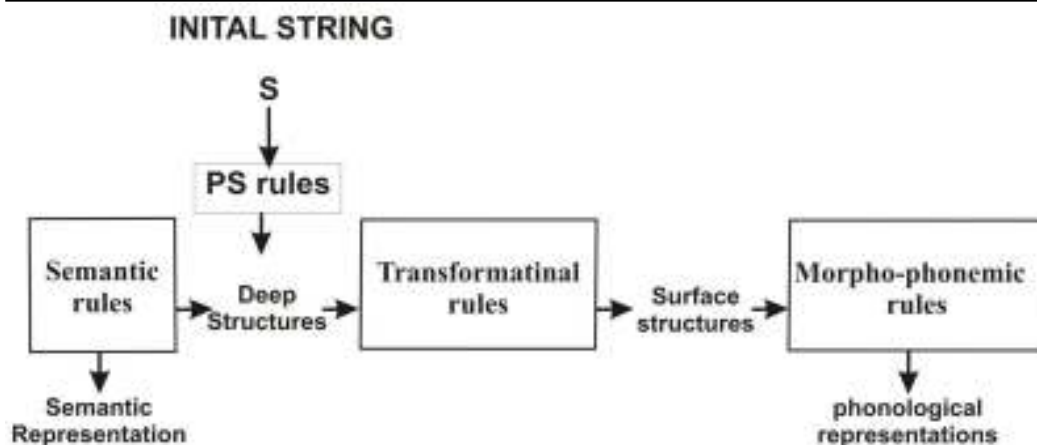 INITAL STRING
S
PS rules
Semantic
rules
Deep
Structures
Transformatinal
rules
Surface
structures
Morpho-phonemic
rules
Semantic
Representation
phonological
representations